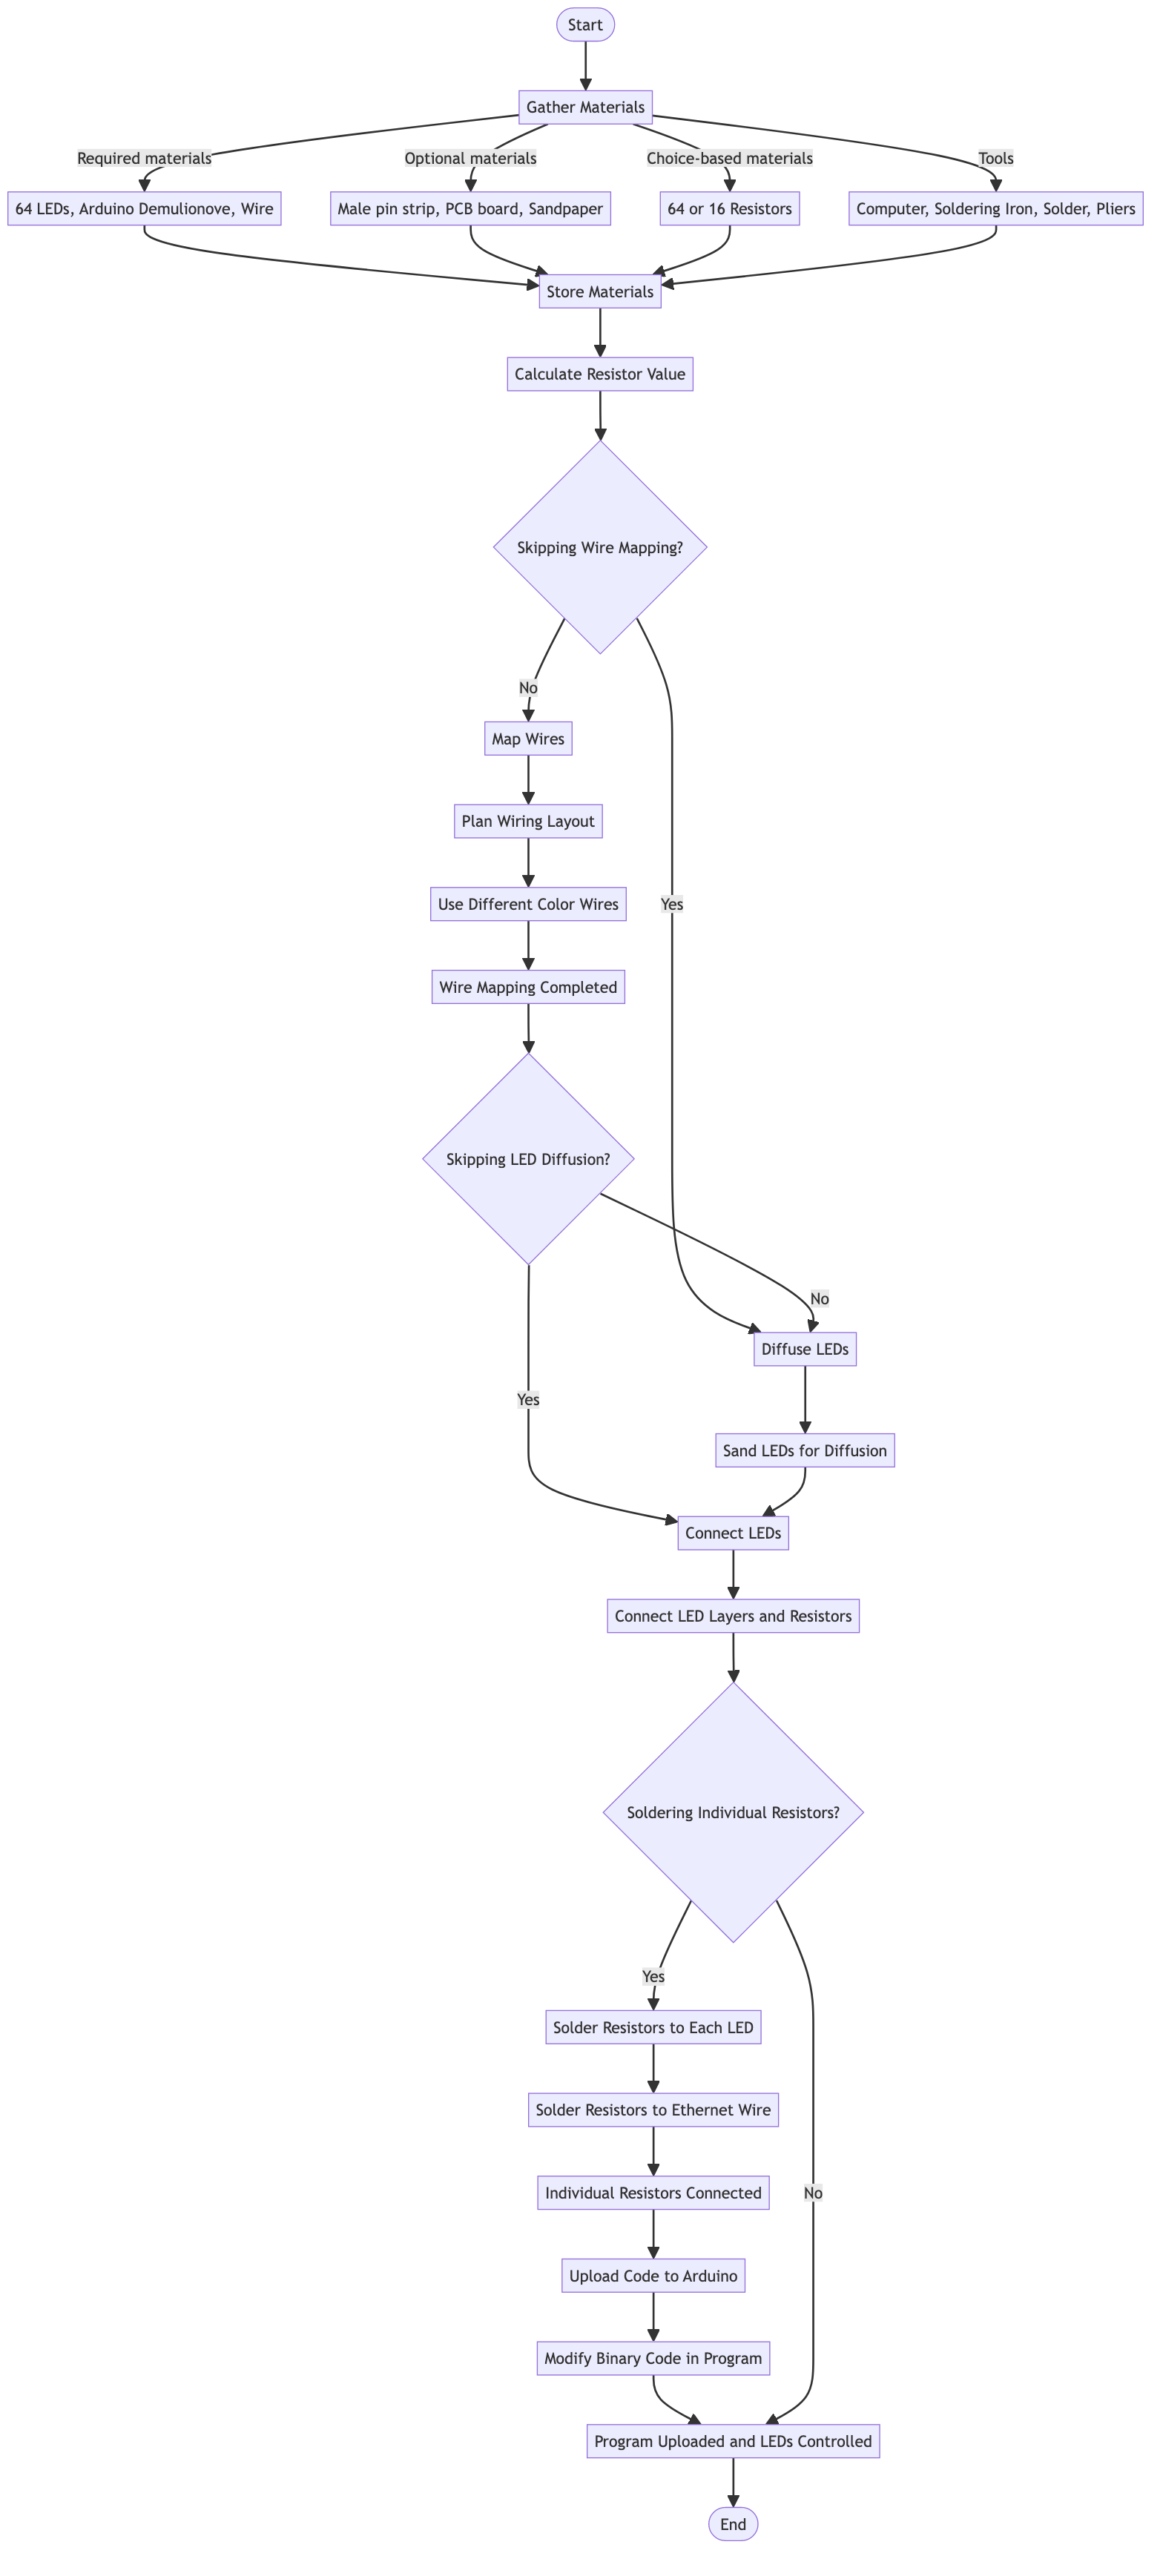 Start
Gather Materials
Required materials
Optional materials
Choice-based materials
Tools
64 LEDs, Arduino Demulionove, Wire
Male pin strip, PCB board, Sandpaper
64 or 16 Resistors
Computer, Soldering Iron, Solder, Pliers
Store Materials
Calculate Resistor Value
Skipping Wire Mapping?
No
Map Wires
Plan Wiring Layout
Use Different Color Wires
Yes
Wire Mapping Completed
Skipping LED Diffusion?
No
Diffuse LEDs
Yes
Sand LEDs for Diffusion
Connect LEDs
Connect LED Layers and Resistors
Soldering Individual Resistors?
Yes
Solder Resistors to Each LED
Solder Resistors to Ethernet Wire
Individual Resistors Connected
No
Upload Code to Arduino
Modify Binary Code in Program
Program Uploaded and LEDs Controlled
End